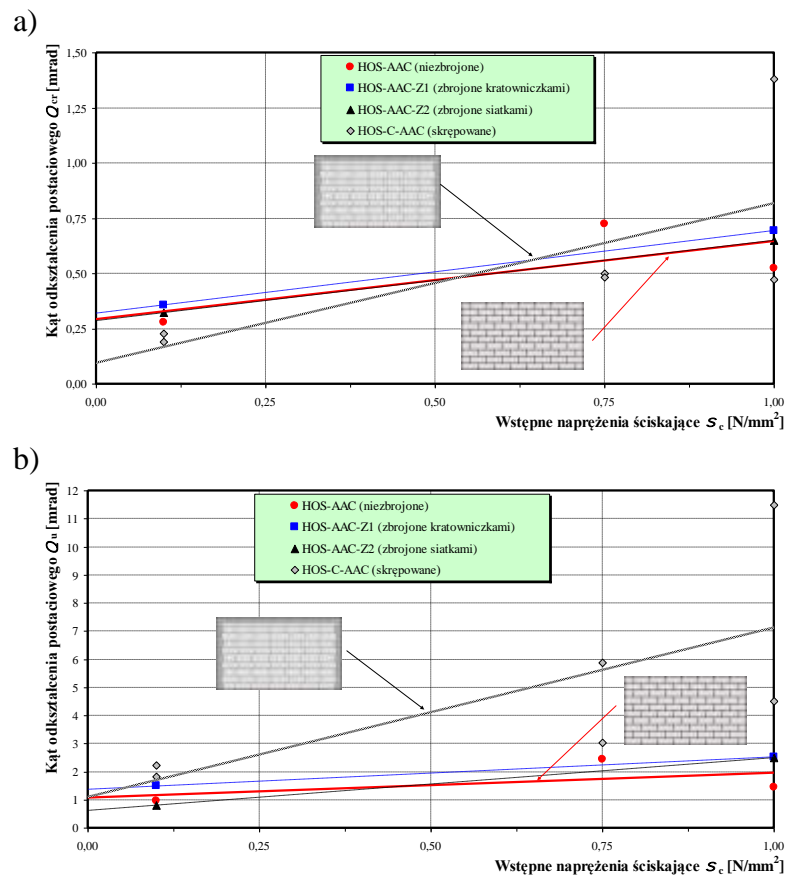 a)
Kąt odkształcenia postaciowego Qcr [mrad]
1,50
1,25
1,00
0,75
0,50
0,25
0,00
HOS-AAC (niezbrojone)
HOS-AAC-Z1 (zbrojone kratowniczkami)
HOS-AAC-Z2 (zbrojone siatkami)
HOS-C-AAC (skrępowane)
0,00 0,25 0,50 0,75 1,00
Wstępne naprężenia ściskające sc [N/mm2]
b)
Kąt odkształcenia postaciowego Qu [mrad]
12
11
10
9
8
7
6
5
4
3
2
1
0
HOS-AAC (niezbrojone)
HOS-AAC-Z1 (zbrojone kratowniczkami)
HOS-AAC-Z2 (zbrojone siatkami)
HOS-C-AAC (skrępowane)
0,00 0,25 0,50 0,75 1,00
Wstępne naprężenia ściskające sc [N/mm2]